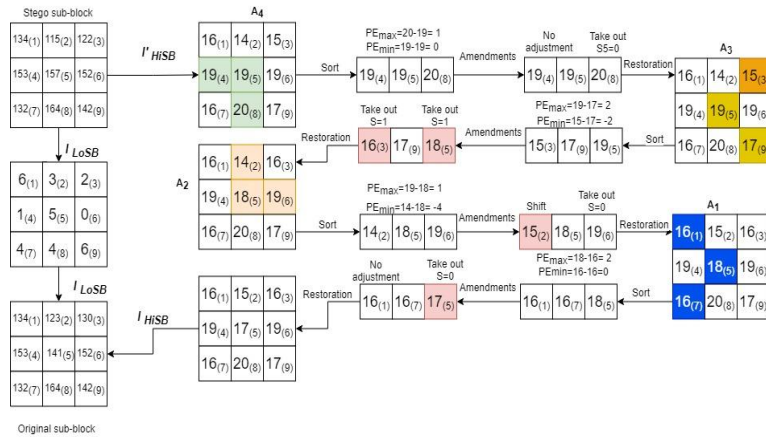 Stego sub-block
134(1) 115(2) 122(3)
153(4) 157(5) 152(6)
132(7) 164(8) 142(9)
I' HiSB
A4
16(1) 14(2) 15(3)
19(4) 19(5) 19(6)
16(7) 20(8) 17(9)
Sort
PEmax=20-19= 1
PEmin=19-19= 0
19(4) 19(5) 20(8)
Amendments
No
adjustment
Take out
S5=0
19(4) 19(5) 20(8)
Restoration
A3
16(1) 14(2) 15(3
19(4) 19(5) 19(6
16(7) 20(8) 17(9
Sort
PEmax=19-17= 2
PEmin=15-17= -2
15(3) 17(9) 19(5)
Amendments
Take out
S=1
Take out
S=1
16(3) 17(9) 18(5)
Restoration
A2
16(1) 14(2) 16(3)
19(4) 18(5) 19(6)
16(7) 20(8) 17(9)
Sort
PEmax=19-18= 1
PEmin=14-18= -4
14(2) 18(5) 19(6)
Amendments
Shift
Take out
S=0
15(2) 18(5) 19(6)
Restoration
A1
16(1) 15(2) 16(3)
19(4) 18(5) 19(6)
16(7) 20(8) 17(9)
Sort
PEmax=18-16= 2
PEmin=16-16=0
16(1) 16(7) 18(5)
Amendments
No
adjustment
Take out
S=0
16(1) 16(7) 17(5)
Restoration
16(1) 15(2) 16(3)
19(4) 17(5) 19(6)
16(7) 20(8) 17(9)
I HiSB
I LoSB
6(1) 3(2) 2(3)
1(4) 5(5) 0(6)
4(7) 4(8) 6(9)
I LoSB
134(1) 123(2) 130(3)
153(4) 141(5) 152(6)
132(7) 164(8) 142(9)
Original sub-block